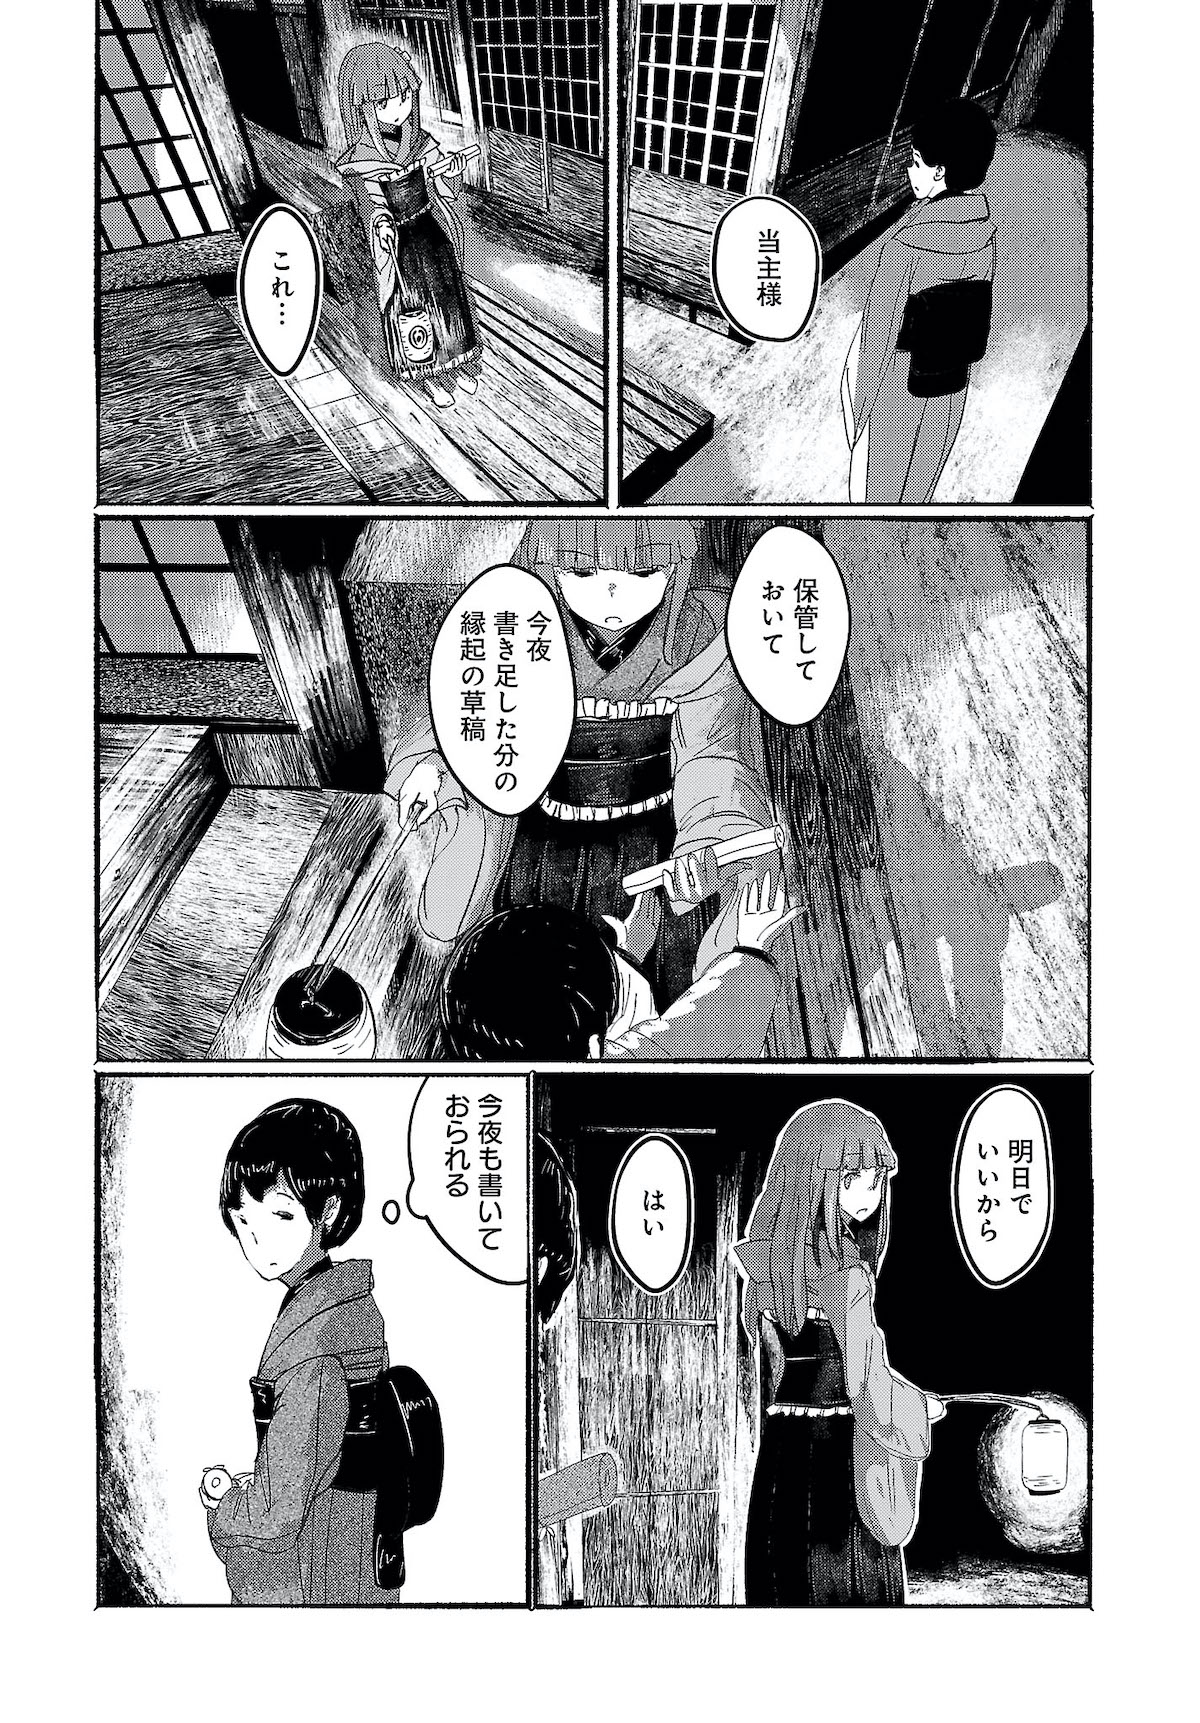 当主様
これ…
保管して
おいて
今夜
書き足した分の
縁起の草稿
明日で
いいから
はい
今夜も書いて
おられる